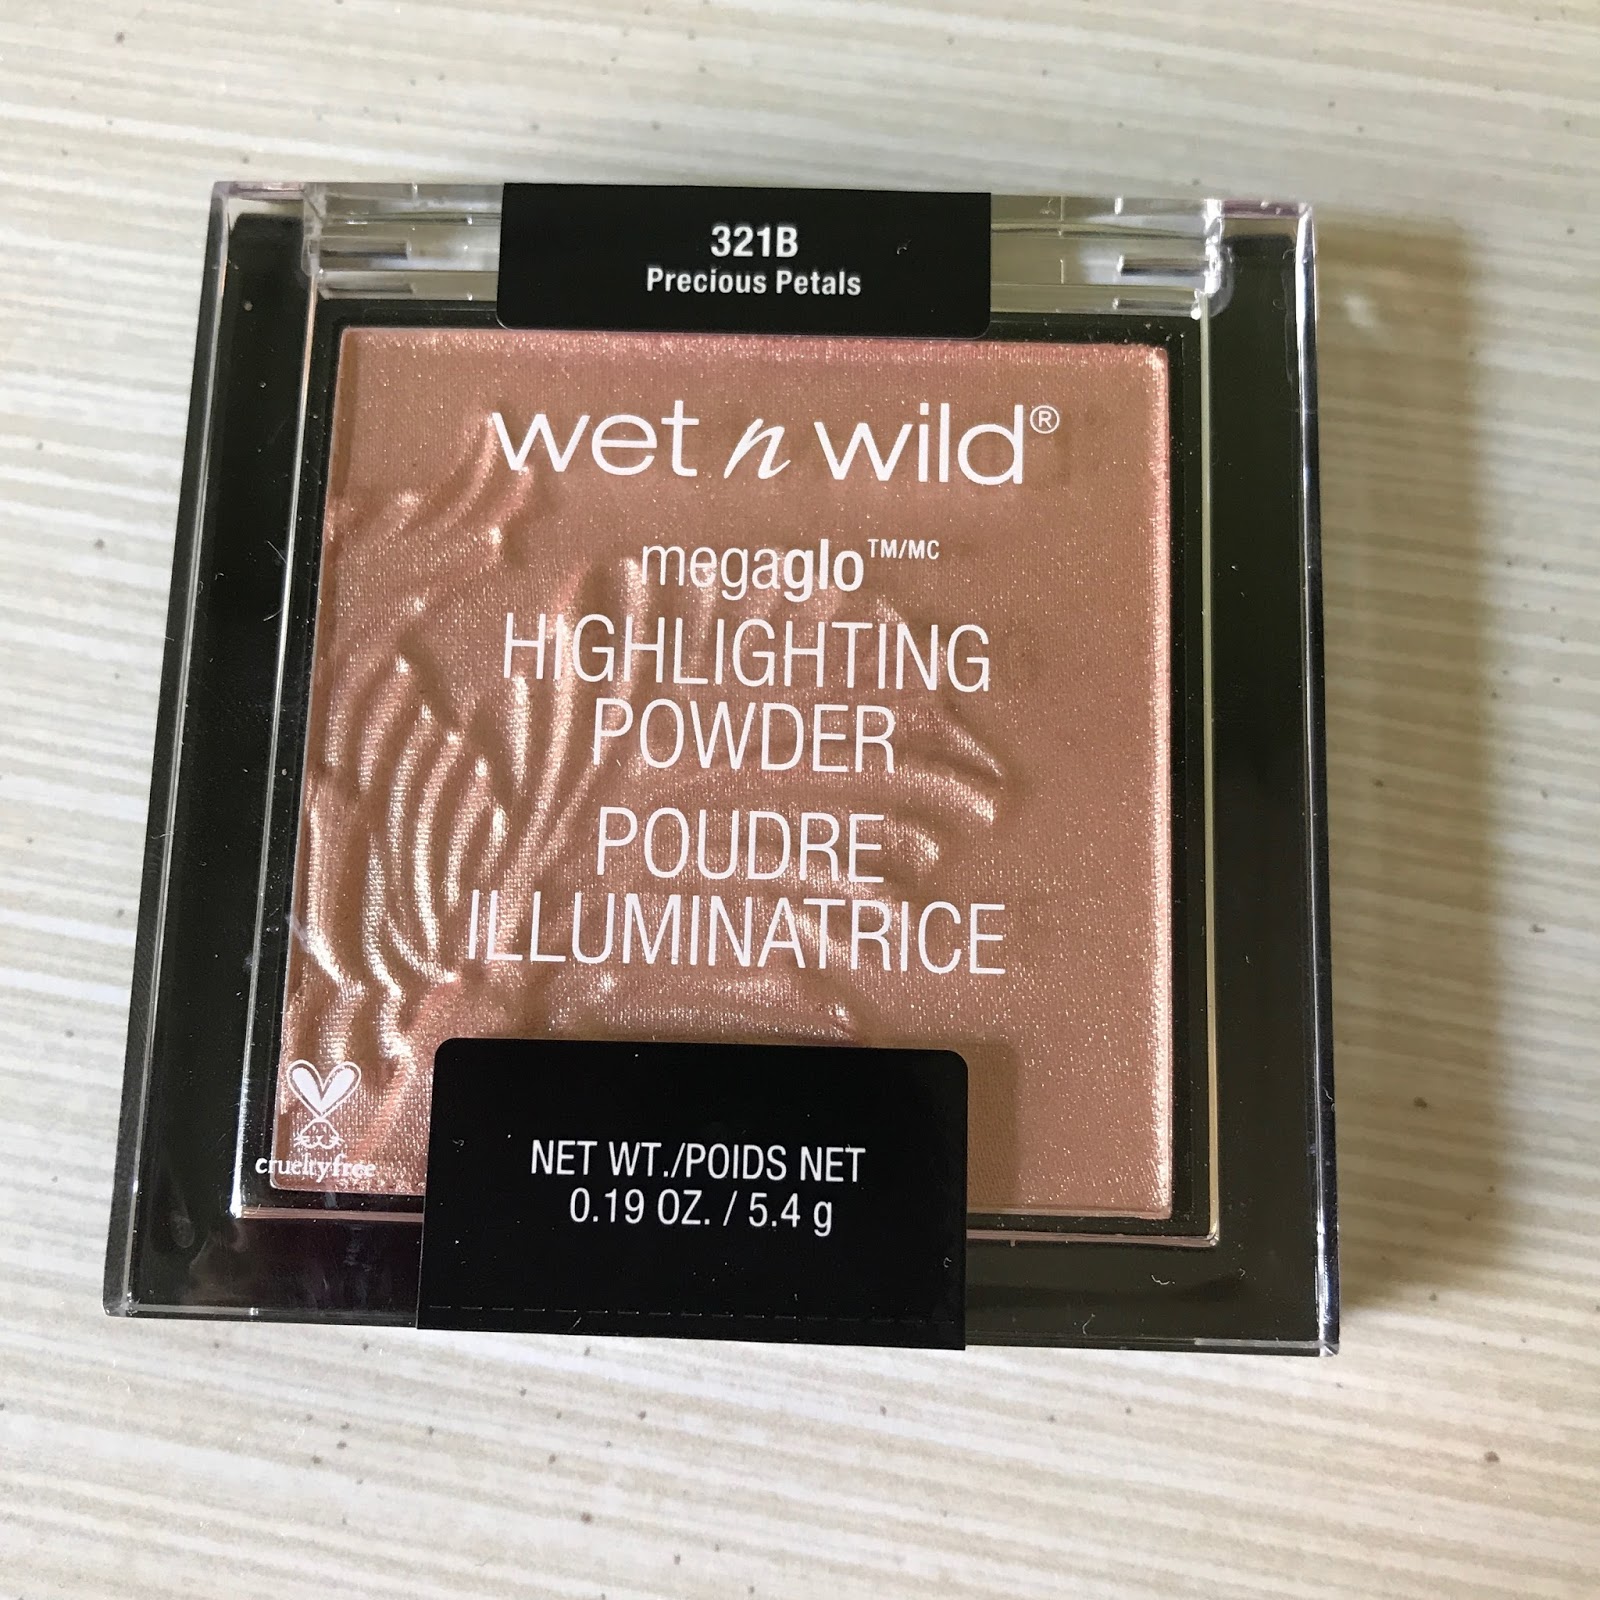 321B
Precious Petals
wet n wild®
megaglo™/MC
HIGHLIGHTING
POWDER
POUDRE
ILLUMINATRICE
crueltyfree
NET WT./POIDS NET
0.19 OZ. / 5.4 g